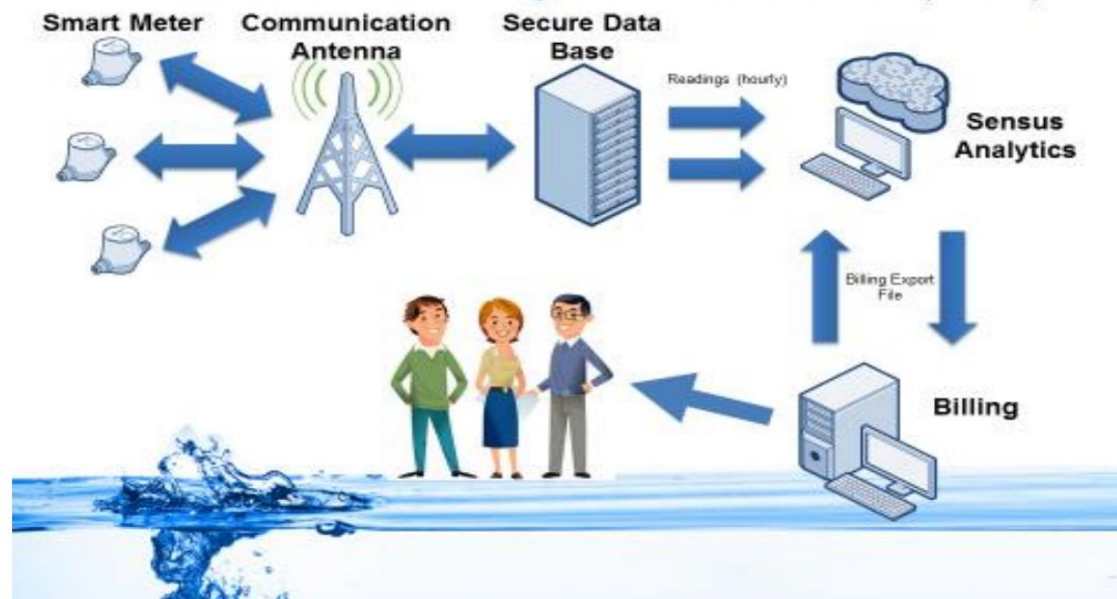 Smart Meter
Communication
Antenna
Secure Data
Base
Readings (hourly)
Sensus
Analytics
Billing Export
File
Billing